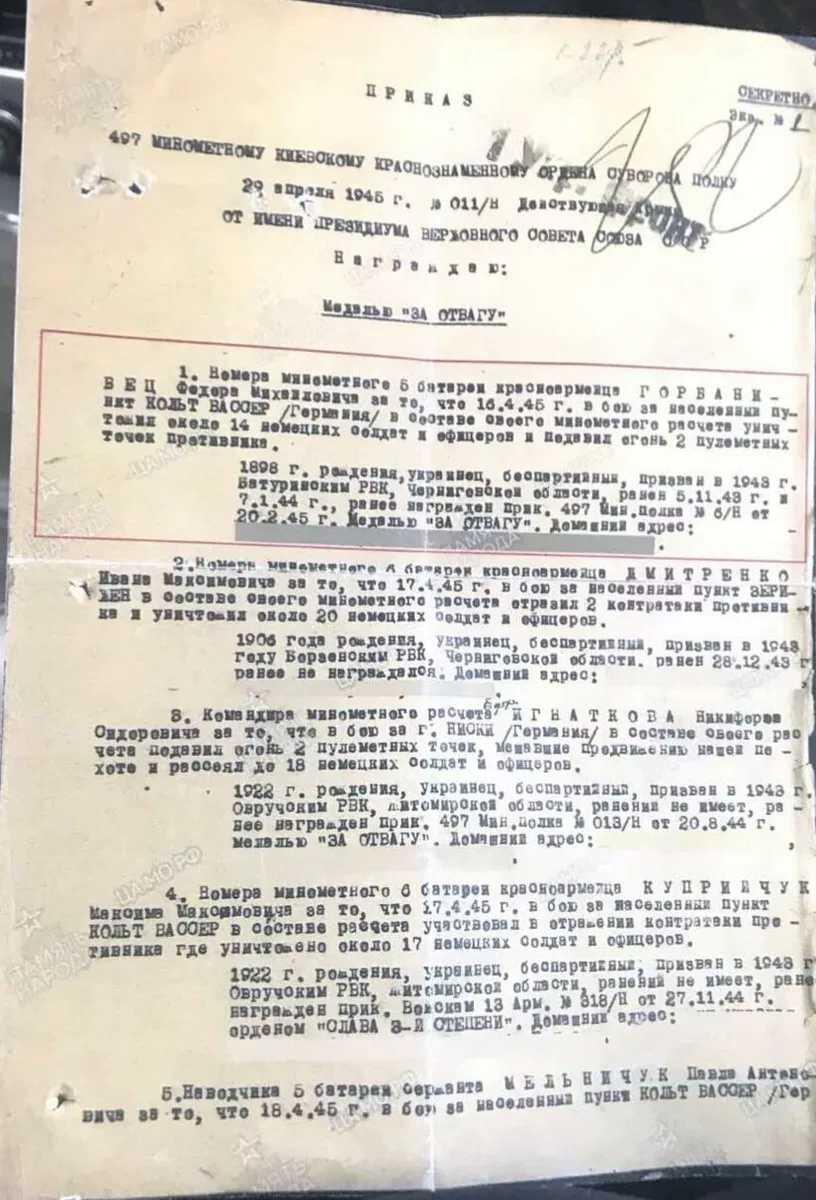 П Р И К А З
СЕКРЕТНО.
Экз. № 1
497 МИНОМЕТНОМУ КИЕВСКОМУ КРАСНОЗНАМЕННОМУ ОРДЕНА СУВОРОВА ПОЛКУ
29 апреля 1945 г. № 011/Н Действующая
ОТ ИМЕНИ ПРЕЗИДИУМА ВЕРХОВНОГО СОВЕТА СОЮЗА ССР
Н а г р а ж д а ю:
Медалью "ЗА ОТВАГУ"
1. Номера минометного 5 батареи красноармейца Г О Р Б А Н И -
В Е Ц Федора Михайловича за то, что 16.4.45 г. в бою за населенный пу-
нкт КОЛЬТ ВАССЕР /Германия/ в составе своего минометного расчета унич-
тожил около 14 немецких солдат и офицеров и подавил огонь 2 пулеметных
точек противника.
1898 г. рождения, украинец, беспартийный, призван в 1943 г.
Батуринским РВК, Черниговской области, ранен 5.11.43 г. и
7.1.44 г., ранее награжден прик. 497 Мин.полка № 6/Н от
20.2.45 г. Медалью "ЗА ОТВАГУ". Домашний адрес:
2. Номера минометного 6 батареи красноармейца Д М И Т Р Е Н К О
Ивана Максимовича за то, что 17.4.45 г. в бою за населенный пункт ЗЕРИ-
ДЕН в составе своего минометного расчета отразил 2 контратаки противни-
ка и уничтожил около 20 немецких солдат и офицеров.
1906 года рождения, украинец, беспартийный, призван в 1943
году Борзенским РВК, Черниговской области. ранен 28.12.43 г
ранее не награждался. Домашний адрес:
3. Командира минометного расчета И Г Н А Т К О В А Никифора
Сидоровича за то, что в бою за г. НИСКИ /Германия/ в составе своего рас
чета подавил огонь 2 пулеметных точек, мешавшие продвижению нашей пе-
хоте и рассеял до 18 немецких солдат и офицеров.
1922 г. рождения, украинец, беспартийный, призван в 1943 г.
Овручским РВК, Житомирской области, ранений не имеет, ра-
нее награжден прик. 497 Мин.полка № 013/Н от 20.8.44 г.
медалью "ЗА ОТВАГУ". Домашний адрес:
4. Номера минометного 6 батареи красноармейца К У П Р И Й Ч У К
Максима Максимовича за то, что 17.4.45 г. в бою за населенный пункт
КОЛЬТ ВАССЕР в составе расчета участвовал в отражении контратаки про-
тивника где уничтожено около 17 немецких солдат и офицеров.
1922 г. рождения, украинец, беспартийный, призван в 1943 г
Овручским РВК, Житомирской области, ранений не имеет, ране
награжден прик. Войскам 13 Арм. № 318/Н от 27.11.44 г.
орденом "СЛАВА 3-Й СТЕПЕНИ". Домашний адрес:
5.Наводчика 5 батареи сержанта М Е Л Ь Н И Ч У К Павла Антоно-
вича за то, что 18.4.45 г. в бою за населенный пункт КОЛЬТ ВАССЕР /Гер